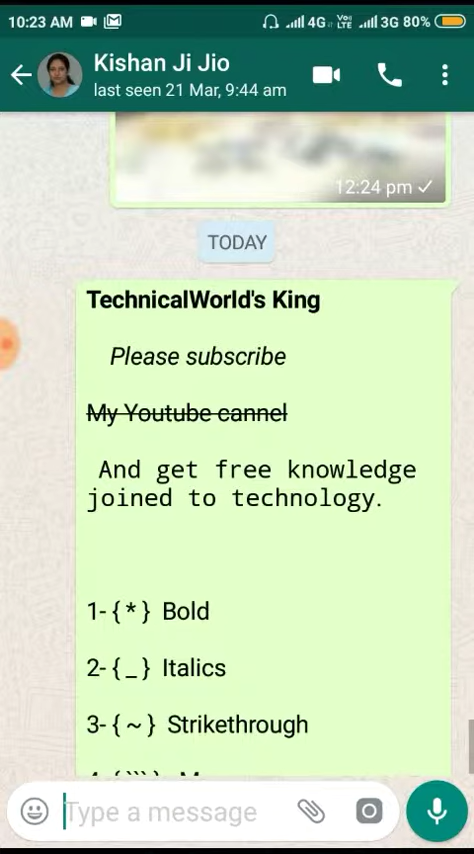 10:23 AM 4G VoLTE 3G 80%
Kishan Ji Jio
last seen 21 Mar, 9:44 am
12:24 pm
TODAY
TechnicalWorld's King
Please subscribe
My Youtube cannel
And get free knowledge
joined to technology.
1-{*} Bold
2-{_} Italics
3-{~} Strikethrough
Type a message